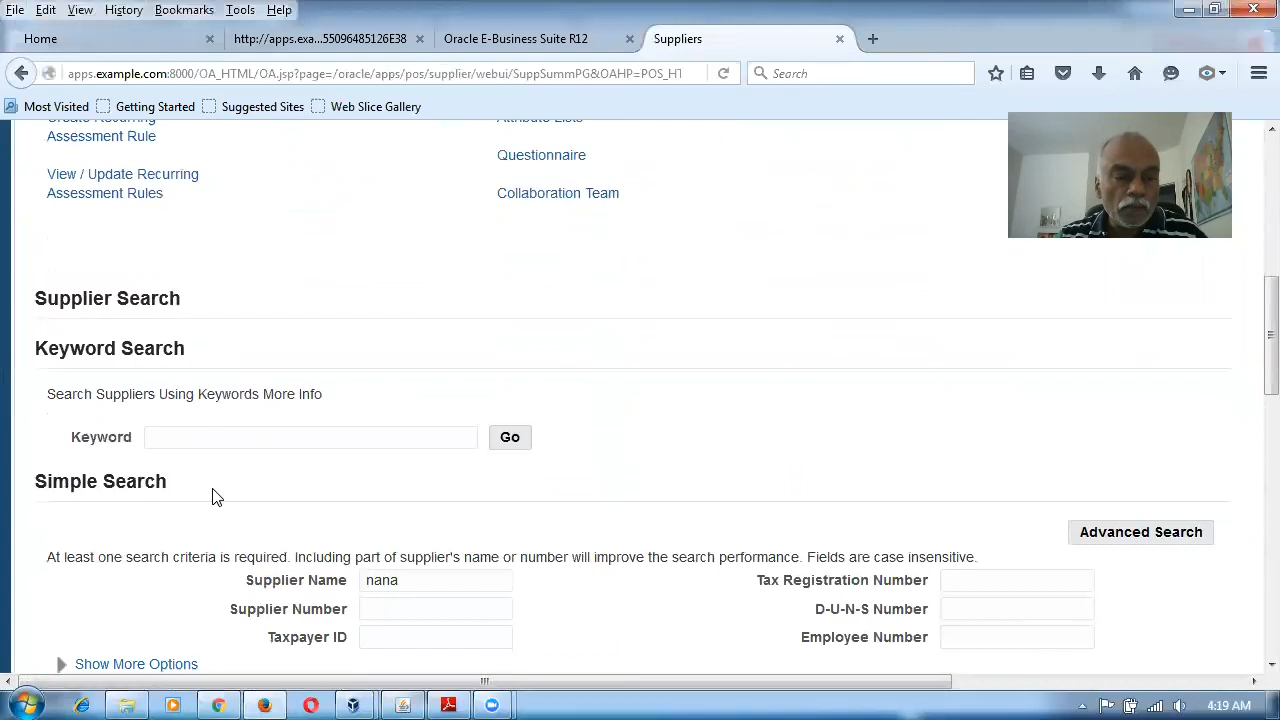 File Edit View History Bookmarks Tools Help
Home
http://apps.exa...55096485126E38
Oracle E-Business Suite R12
Suppliers
apps.example.com:8000/OA_HTML/OA.jsp?page=/oracle/apps/pos/supplier/webui/SuppSummPG&OAHP=POS_HT
Search
Most Visited Getting Started Suggested Sites Web Slice Gallery
Create Recurring
Assessment Rule
Attribute Lists
View / Update Recurring
Assessment Rules
Questionnaire
Collaboration Team
Supplier Search
Keyword Search
Search Suppliers Using Keywords More Info
Keyword Go
Simple Search
Advanced Search
At least one search criteria is required. Including part of supplier's name or number will improve the search performance. Fields are case insensitive.
Supplier Name nana Tax Registration Number
Supplier Number D-U-N-S Number
Taxpayer ID Employee Number
Show More Options
4:19 AM